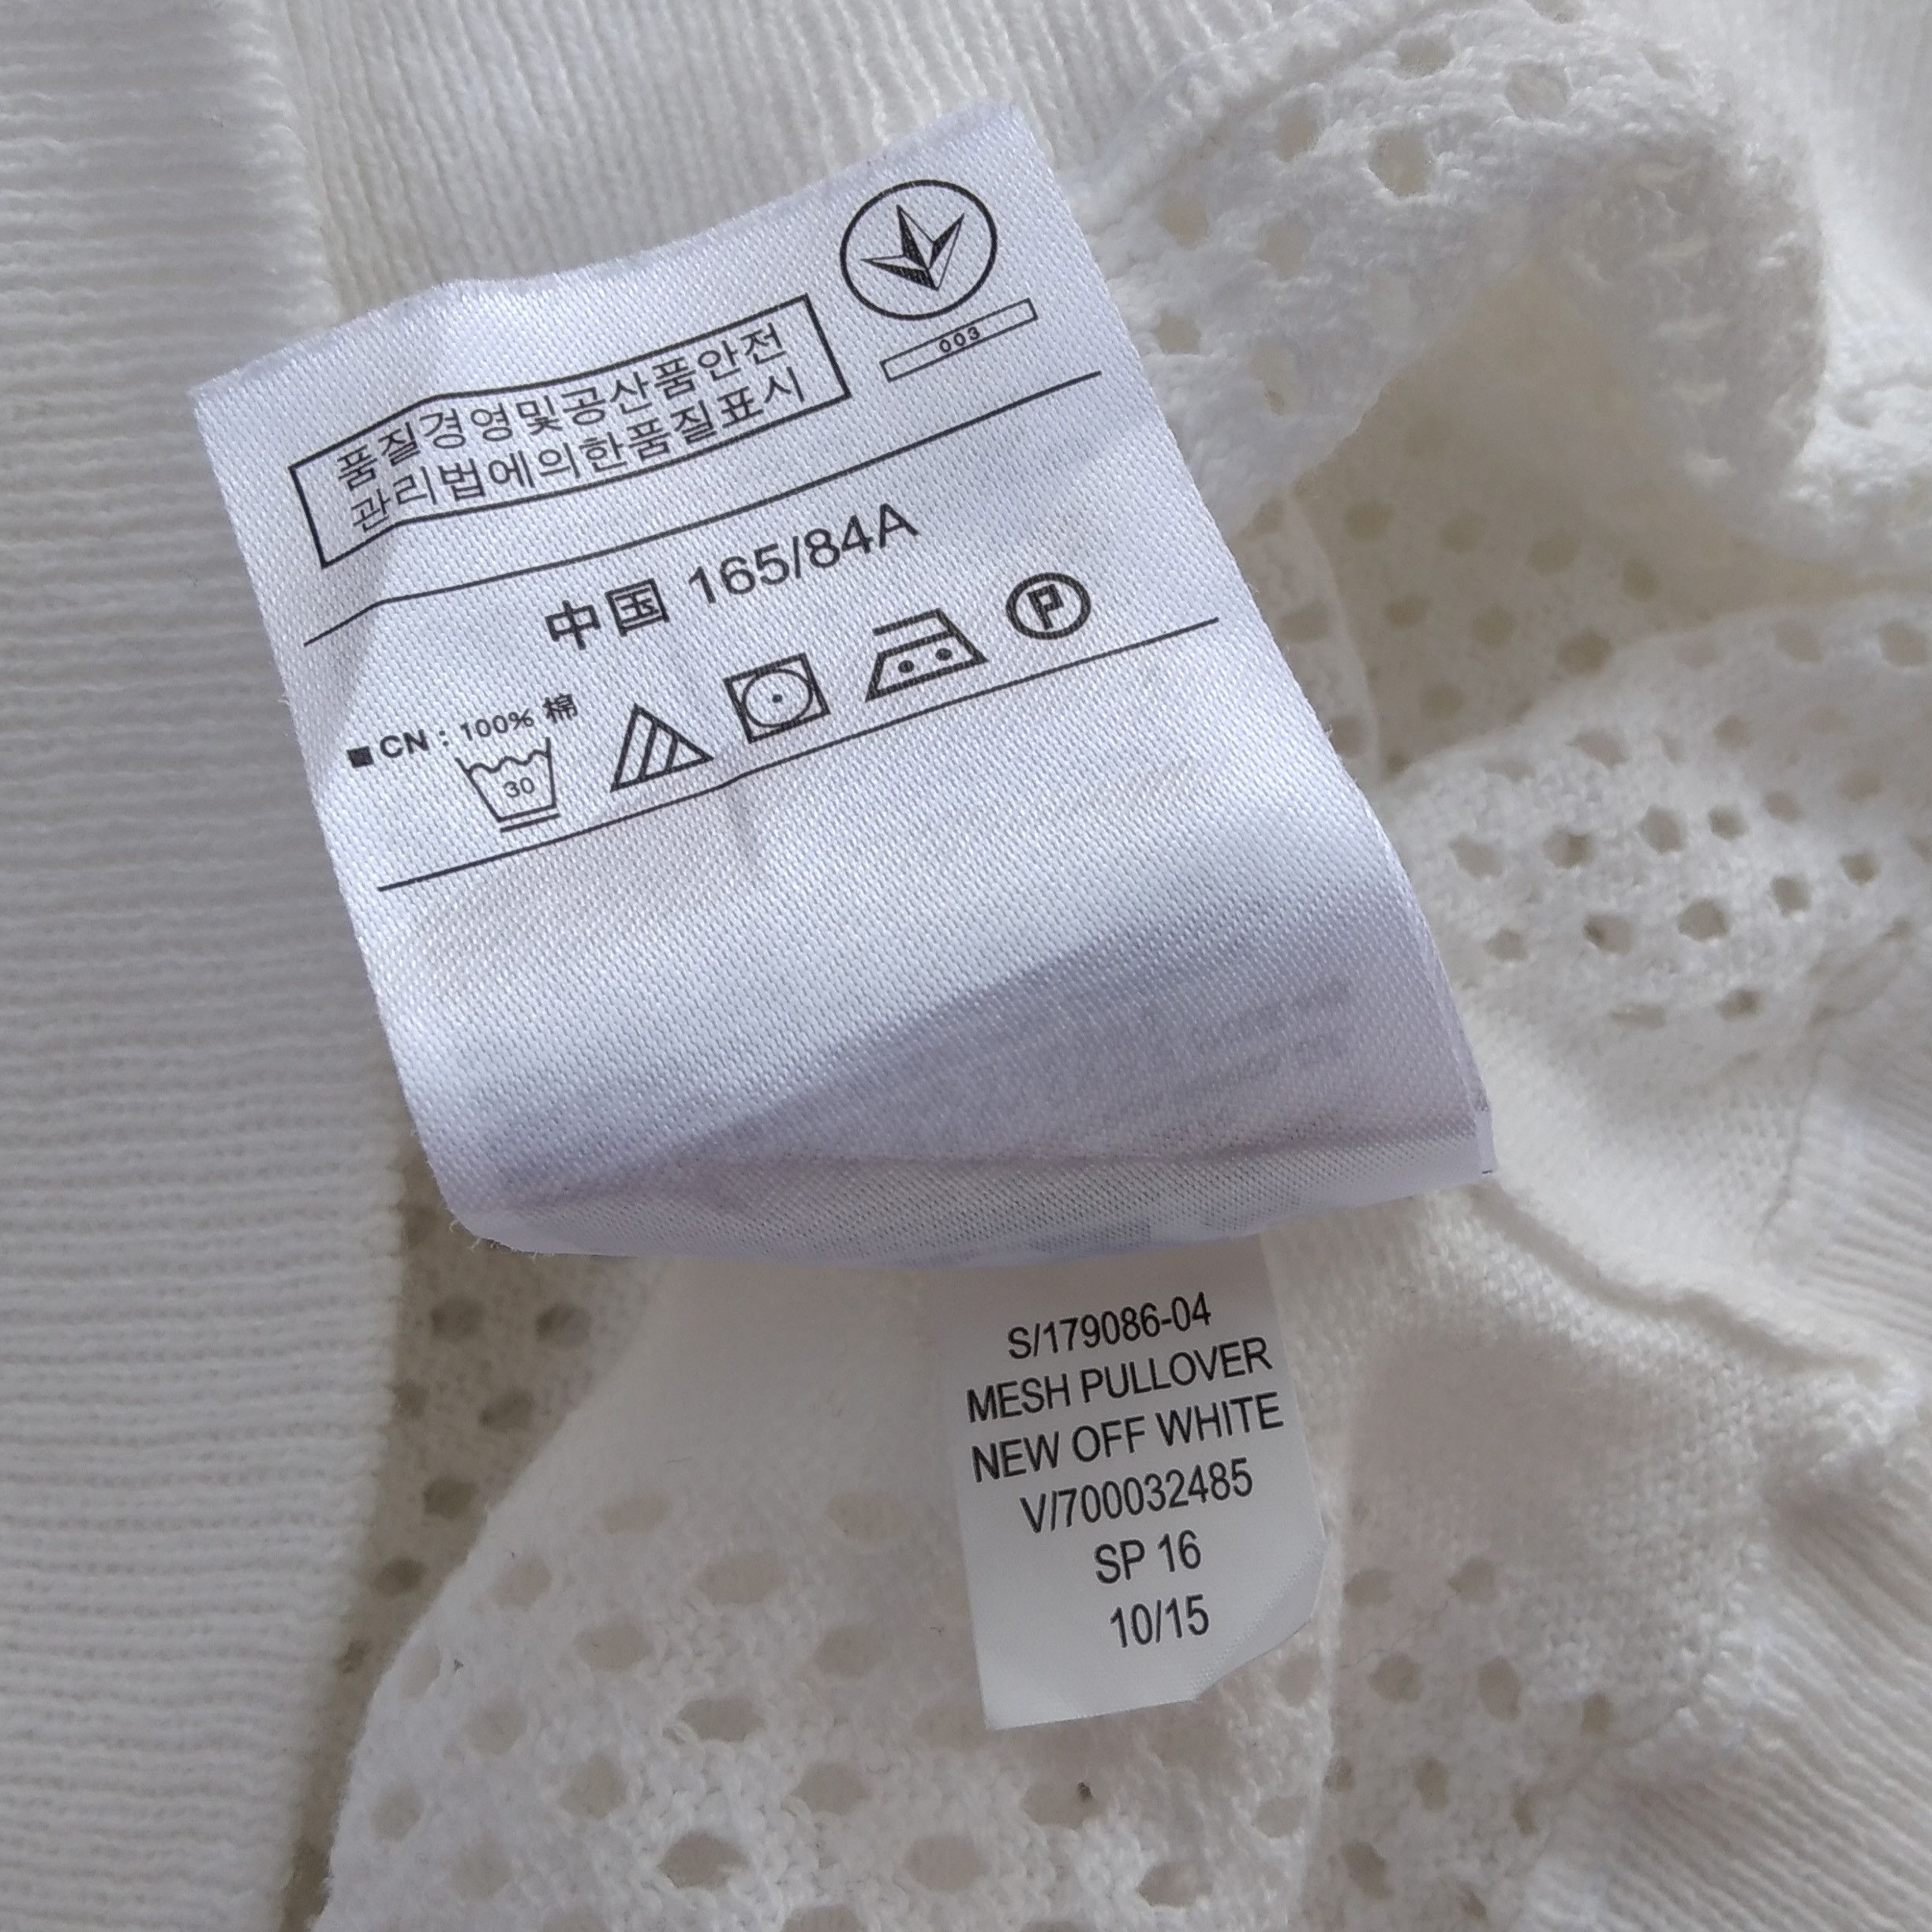 003
품질경영및공산품안전
관리법에의한품질표시
中国 165/84A
■CN : 100% 棉
30
P
S/179086-04
MESH PULLOVER
NEW OFF WHITE
V/700032485
SP 16
10/15